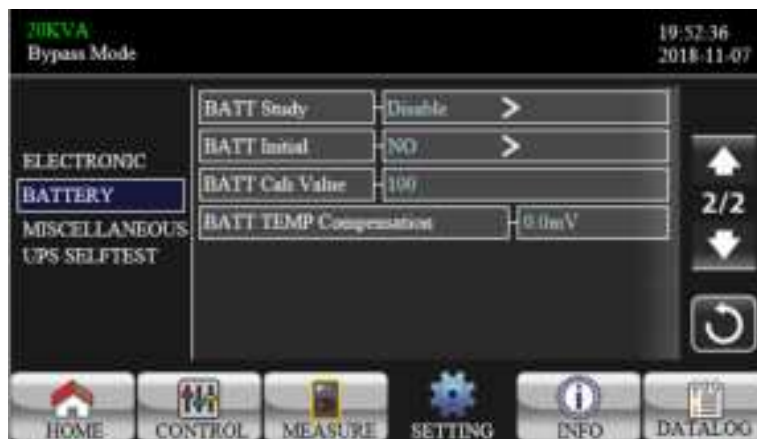 20KVA
Bypass Mode
19:52:36
2018-11-07
ELECTRONIC
BATTERY
MISCELLANEOUS
UPS SELFTEST
BATT Study Disable >
BATT Initial NO >
BATT Cals Value 100
BATT TEMP Compensation 0.0mV
2/2
HOME CONTROL MEASURE SETTING INFO DATALOG